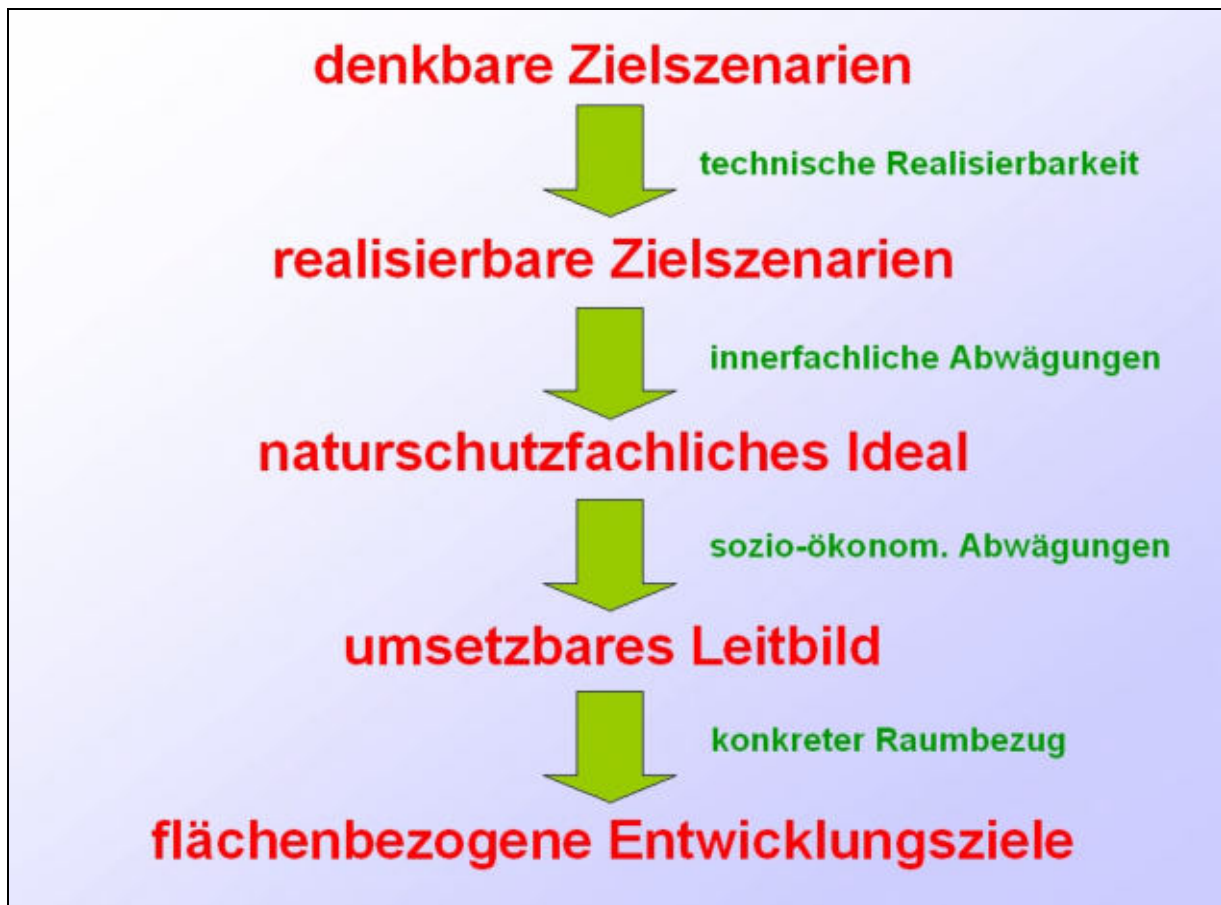 denkbare Zielszenarien
technische Realisierbarkeit
realisierbare Zielszenarien
innerfachliche Abwägungen
naturschutzfachliches Ideal
sozio-ökonom. Abwägungen
umsetzbares Leitbild
konkreter Raumbezug
flächenbezogene Entwicklungsziele